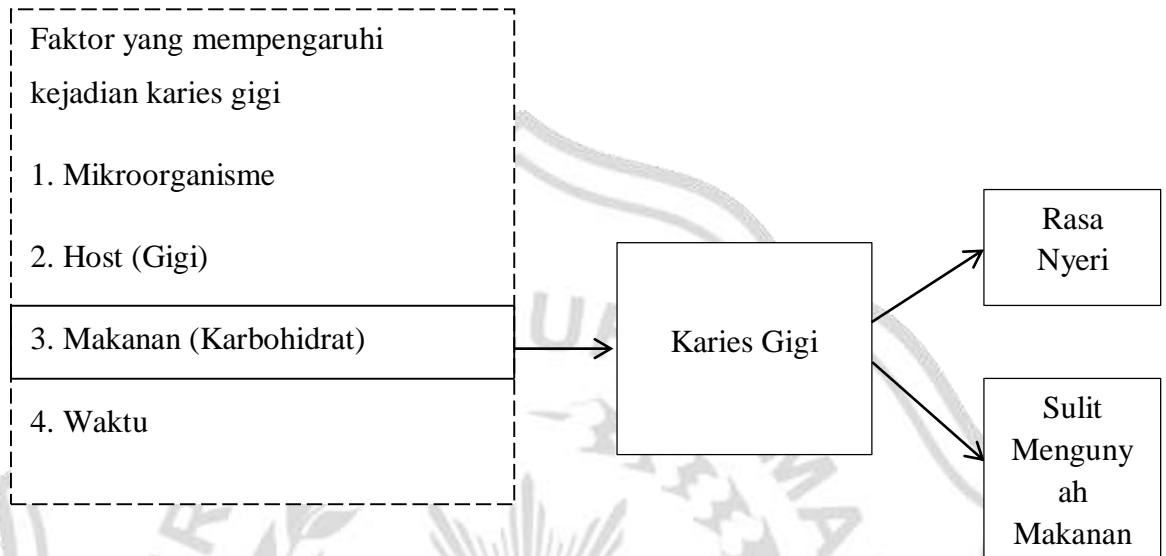 Faktor yang mempengaruhi
kejadian karies gigi
1. Mikroorganisme
2. Host (Gigi)
3. Makanan (Karbohidrat)
4. Waktu
Karies Gigi
Rasa
Nyeri
Sulit
Menguny
ah
Makanan